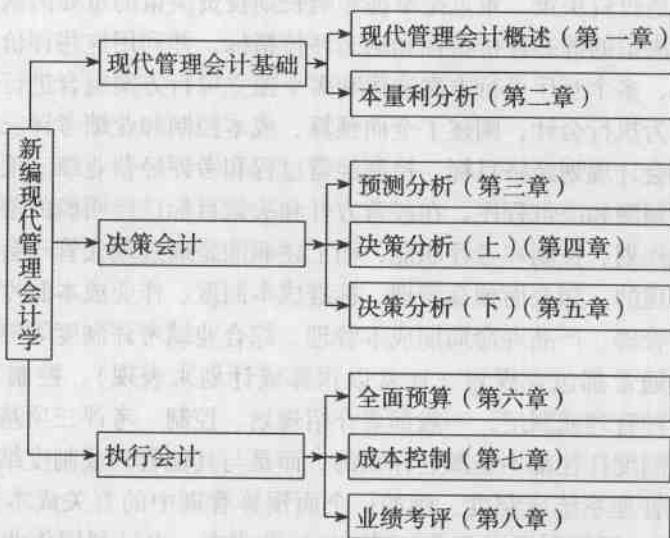 新编现代管理会计学
现代管理会计基础
现代管理会计概述（第一章）
本量利分析（第二章）
决策会计
预测分析（第三章）
决策分析（上）（第四章）
决策分析（下）（第五章）
执行会计
全面预算（第六章）
成本控制（第七章）
业绩考评（第八章）